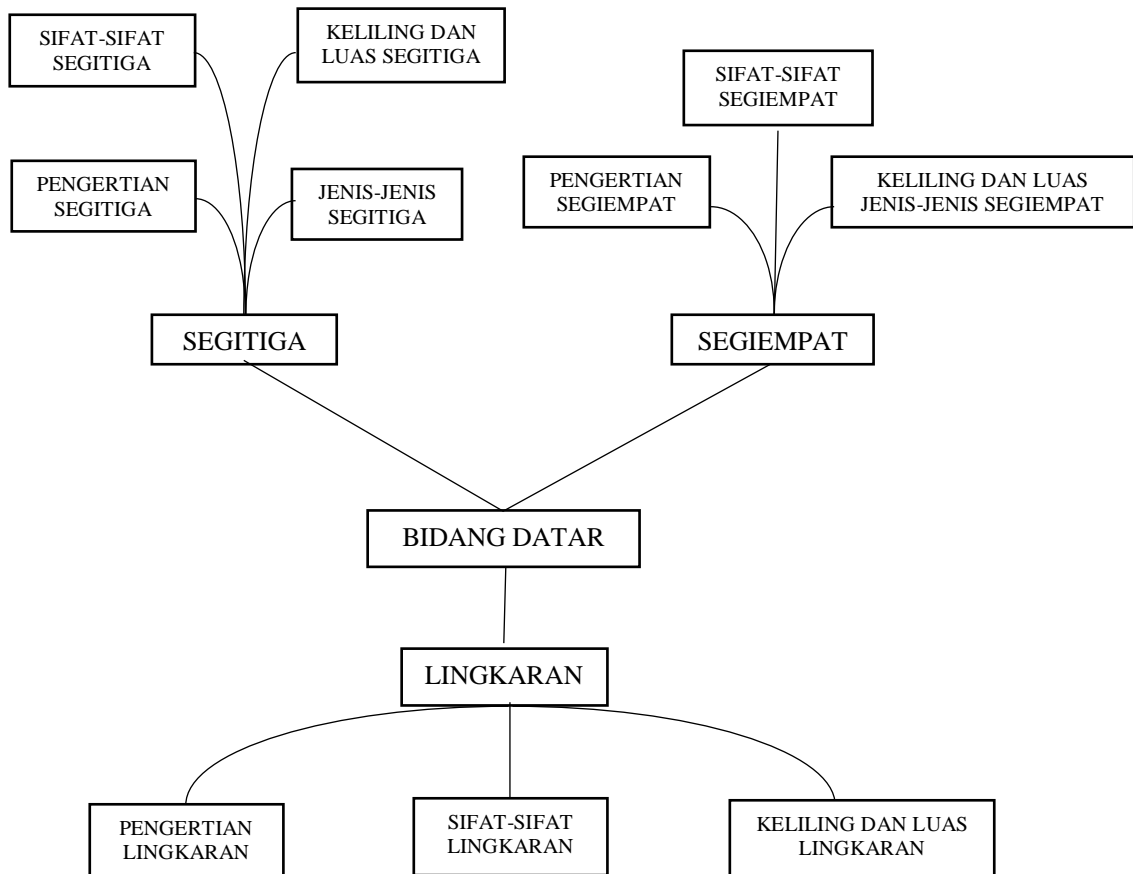 SIFAT-SIFAT
SEGITIGA
KELILING DAN
LUAS SEGITIGA
SIFAT-SIFAT
SEGIEMPAT
PENGERTIAN
SEGITIGA
JENIS-JENIS
SEGITIGA
PENGERTIAN
SEGIEMPAT
KELILING DAN LUAS
JENIS-JENIS SEGIEMPAT
SEGITIGA
SEGIEMPAT
BIDANG DATAR
LINGKARAN
PENGERTIAN
LINGKARAN
SIFAT-SIFAT
LINGKARAN
KELILING DAN LUAS
LINGKARAN